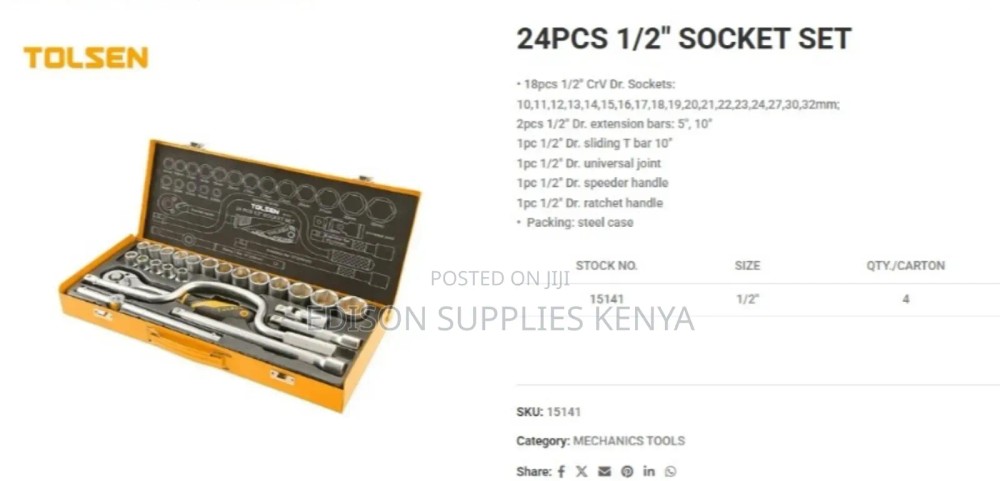 TOLSEN
24PCS 1/2" SOCKET SET
• 18pcs 1/2" CrV Dr. Sockets:
10,11,12,13,14,15,16,17,18,19,20,21,22,23,24,27,30,32mm;
2pcs 1/2" Dr. extension bars: 5", 10"
1pc 1/2" Dr. sliding T bar 10"
1pc 1/2" Dr. universal joint
1pc 1/2" Dr. speeder handle
1pc 1/2" Dr. ratchet handle
• Packing: steel case
TOLSEN
POSTED ON JIJI
EDISON SUPPLIES KENYA
STOCK NO. SIZE QTY./CARTON
15141 1/2" 4
SKU: 15141
Category: MECHANICS TOOLS
Share: